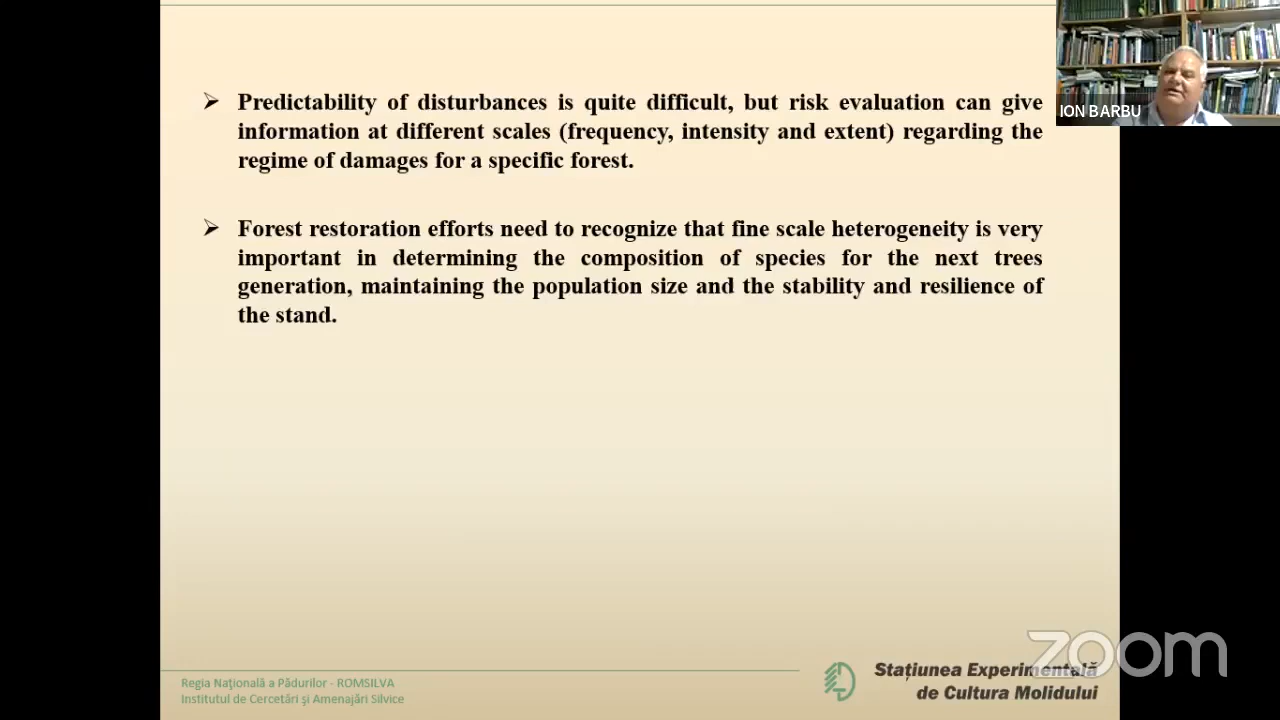 ION BARBU
Predictability of disturbances is quite difficult, but risk evaluation can give
information at different scales (frequency, intensity and extent) regarding the
regime of damages for a specific forest.
Forest restoration efforts need to recognize that fine scale heterogeneity is very
important in determining the composition of species for the next trees
generation, maintaining the population size and the stability and resilience of
the stand.
Regia Națională a Pădurilor - ROMSILVA
Institutul de Cercetări și Amenajări Silvice
Stațiunea Experimentală
de Cultura Molidului
zoom